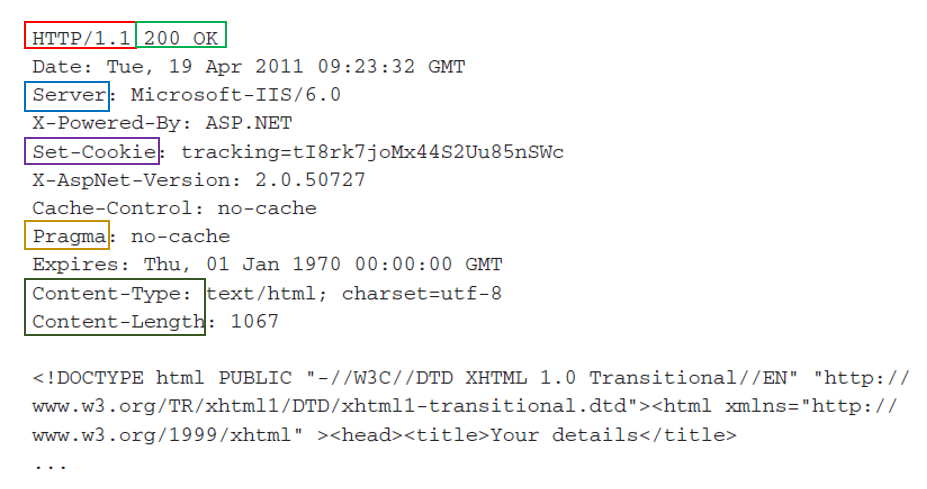 HTTP/1.1 200 OK
Date: Tue, 19 Apr 2011 09:23:32 GMT
Server: Microsoft-IIS/6.0
X-Powered-By: ASP.NET
Set-Cookie: tracking=tI8rk7joMx44S2Uu85nSWc
X-AspNet-Version: 2.0.50727
Cache-Control: no-cache
Pragma: no-cache
Expires: Thu, 01 Jan 1970 00:00:00 GMT
Content-Type: text/html; charset=utf-8
Content-Length: 1067
<!DOCTYPE html PUBLIC "-//W3C//DTD XHTML 1.0 Transitional//EN" "http://
www.w3.org/TR/xhtml1/DTD/xhtml1-transitional.dtd"><html xmlns="http://
www.w3.org/1999/xhtml" ><head><title>Your details</title>
...